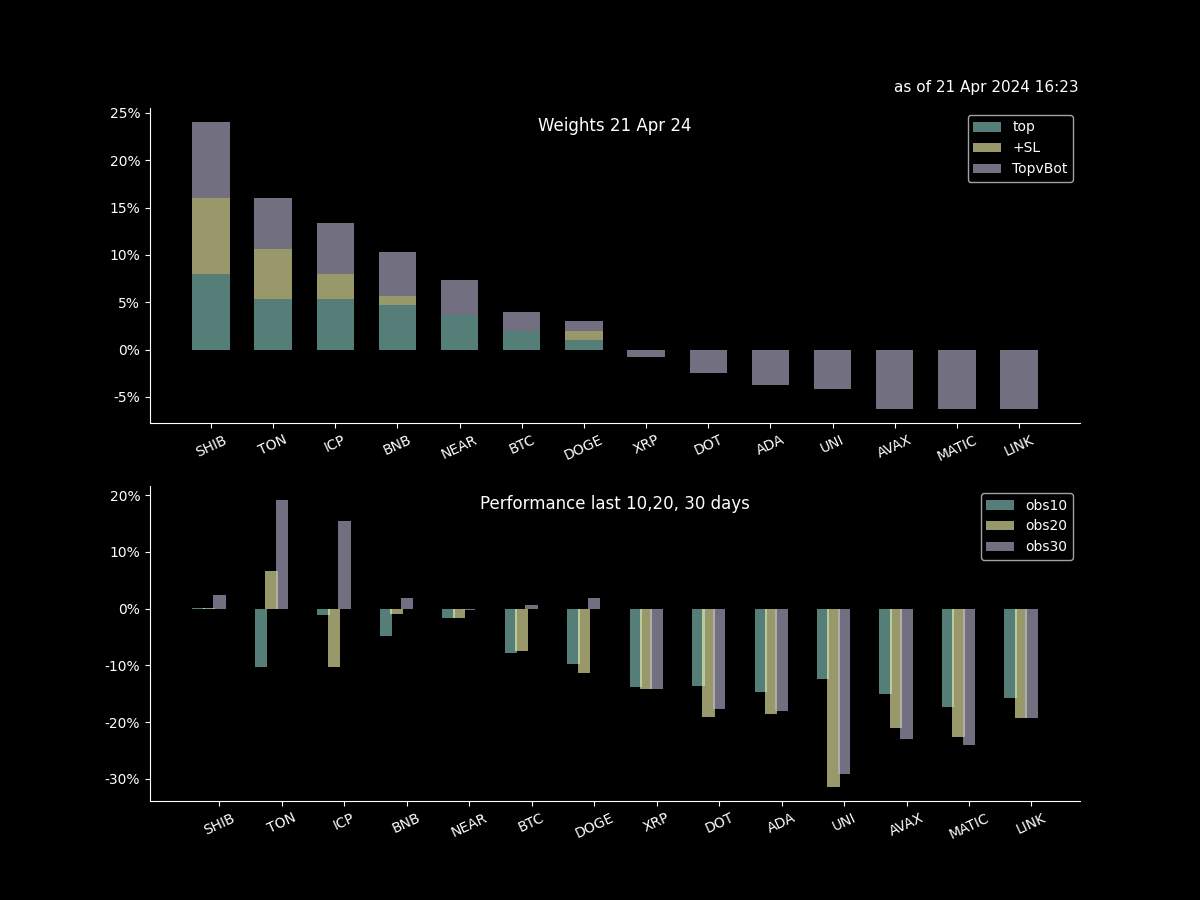 as of 21 Apr 2024 16:23
Weights 21 Apr 24
top
+SL
TopvBot
25%
20%
15%
10%
5%
0%
-5%
SHIB TON ICP BNB NEAR BTC DOGE XRP DOT ADA UNI AVAX MATIC LINK
Performance last 10,20, 30 days
obs10
obs20
obs30
20%
10%
0%
-10%
-20%
-30%
SHIB TON ICP BNB NEAR BTC DOGE XRP DOT ADA UNI AVAX MATIC LINK